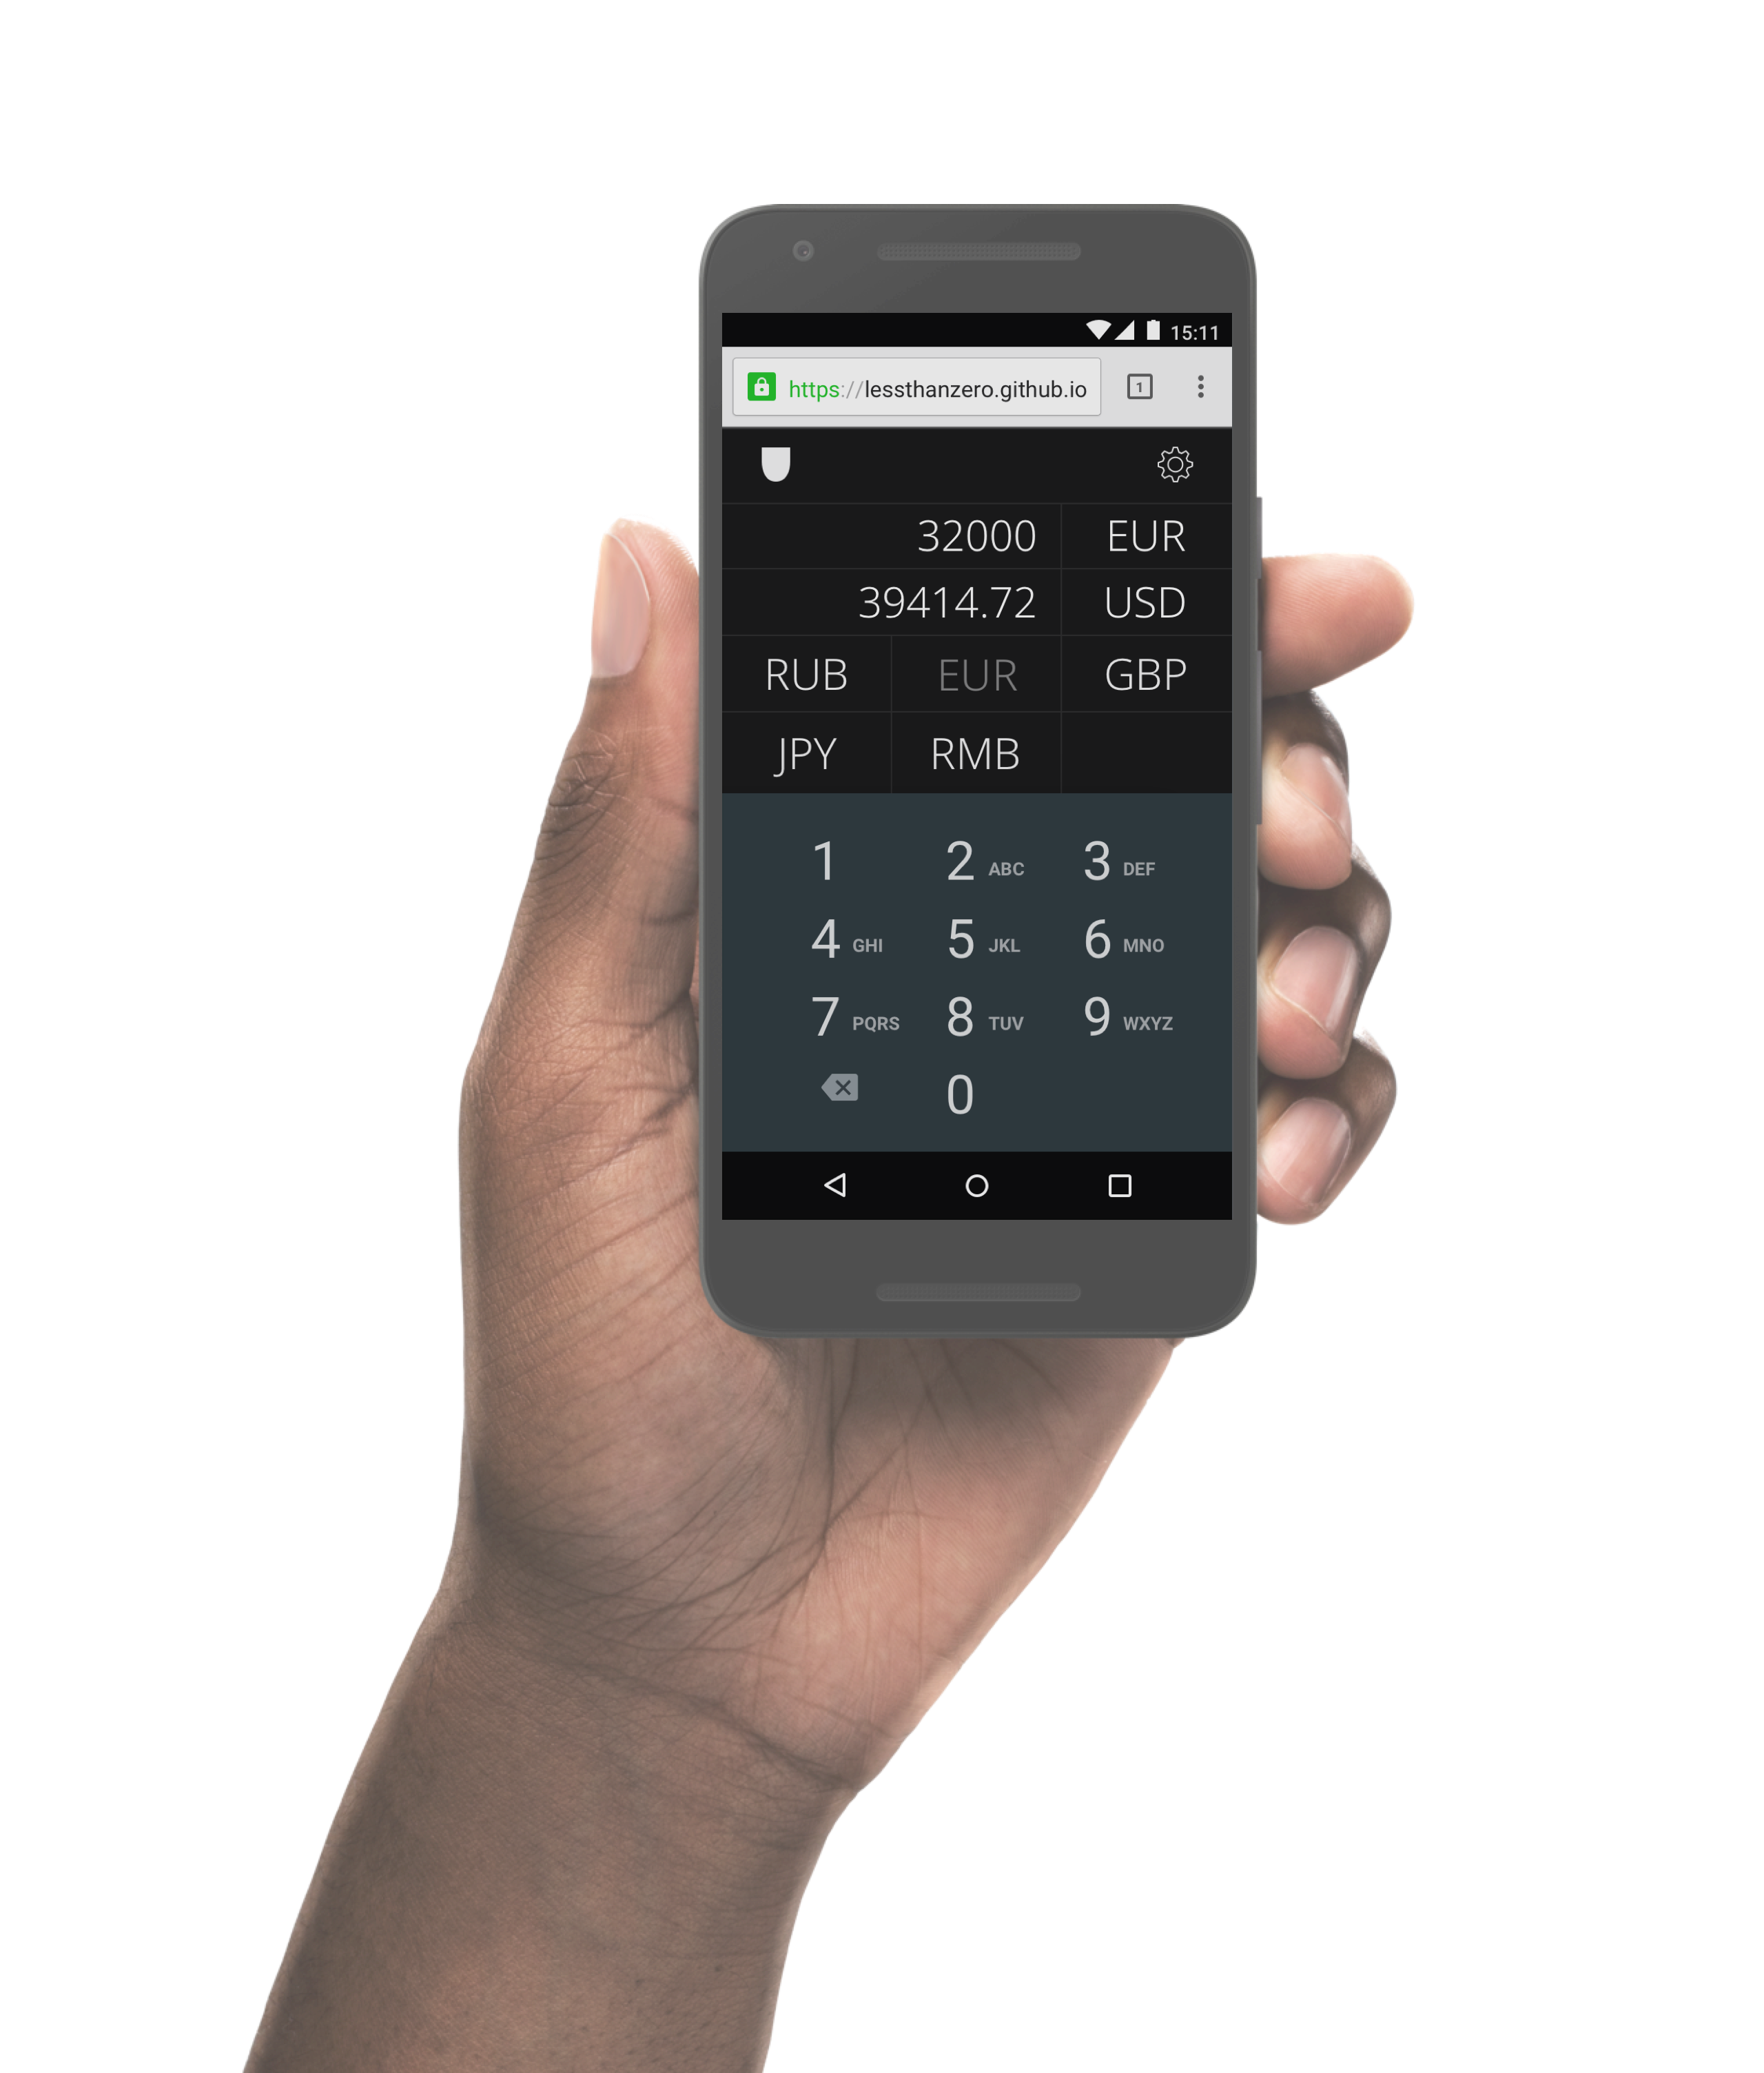 15:11
https://lessthanzero.github.io 1
32000 EUR
39414.72 USD
RUB EUR GBP
JPY RMB
1 2 ABC 3 DEF
4 GHI 5 JKL 6 MNO
7 PQRS 8 TUV 9 WXYZ
0